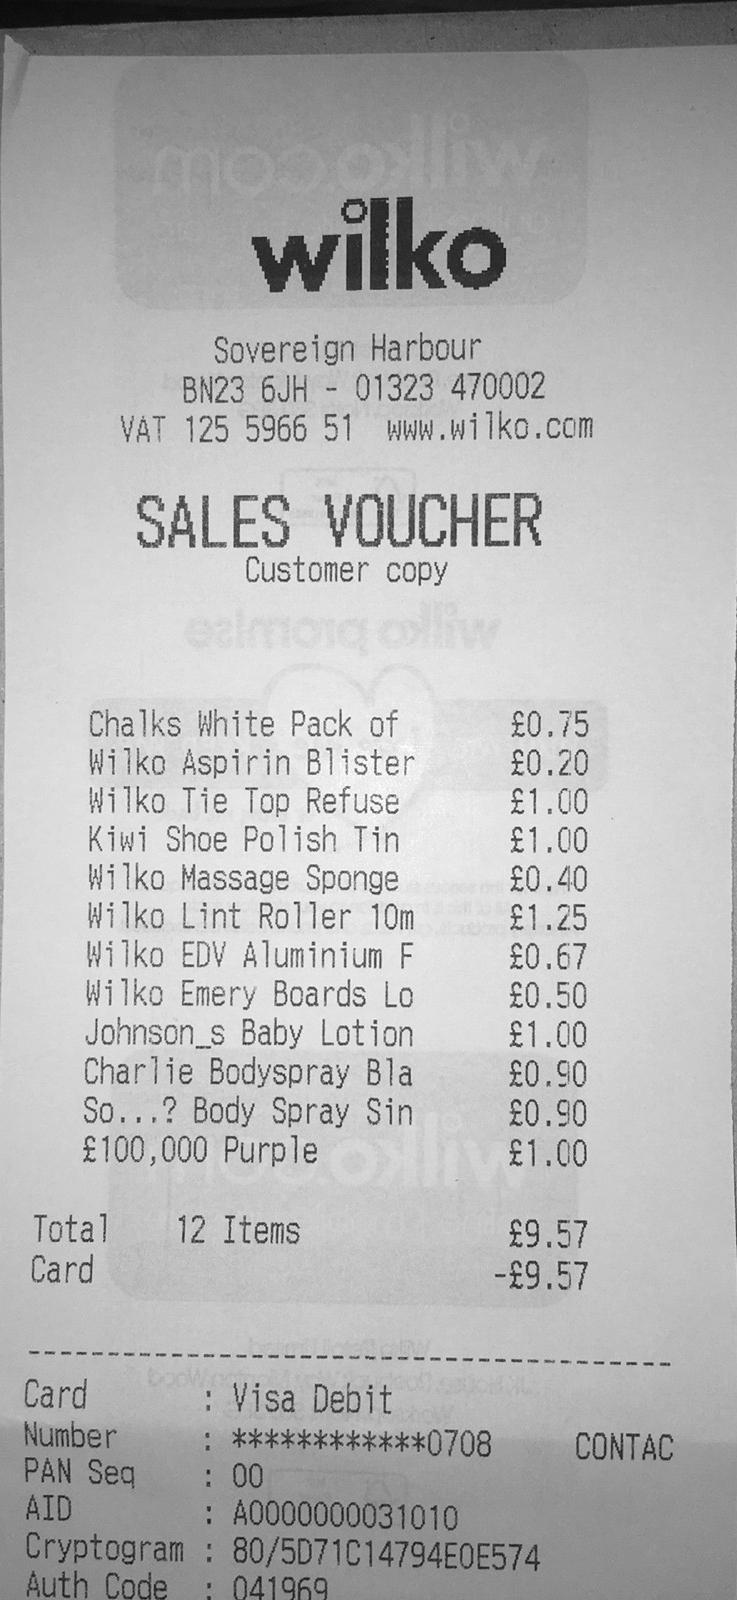 wilko
Sovereign Harbour
BN23 6JH - 01323 470002
VAT 125 5966 51 www.wilko.com
SALES VOUCHER
Customer copy
wilko promise
Chalks White Pack of £0.75
Wilko Aspirin Blister £0.20
Wilko Tie Top Refuse £1.00
Kiwi Shoe Polish Tin £1.00
Wilko Massage Sponge £0.40
Wilko Lint Roller 10m £1.25
Wilko EDV Aluminium F £0.67
Wilko Emery Boards Lo £0.50
Johnson_s Baby Lotion £1.00
Charlie Bodyspray Bla £0.90
So...? Body Spray Sin £0.90
£100,000 Purple £1.00
Total 12 Items £9.57
Card -£9.57
Card : Visa Debit
Number : ************0708 CONTAC
PAN Seq : 00
AID : A0000000031010
Cryptogram : 80/5D71C14794E0E574
Auth Code : 041969